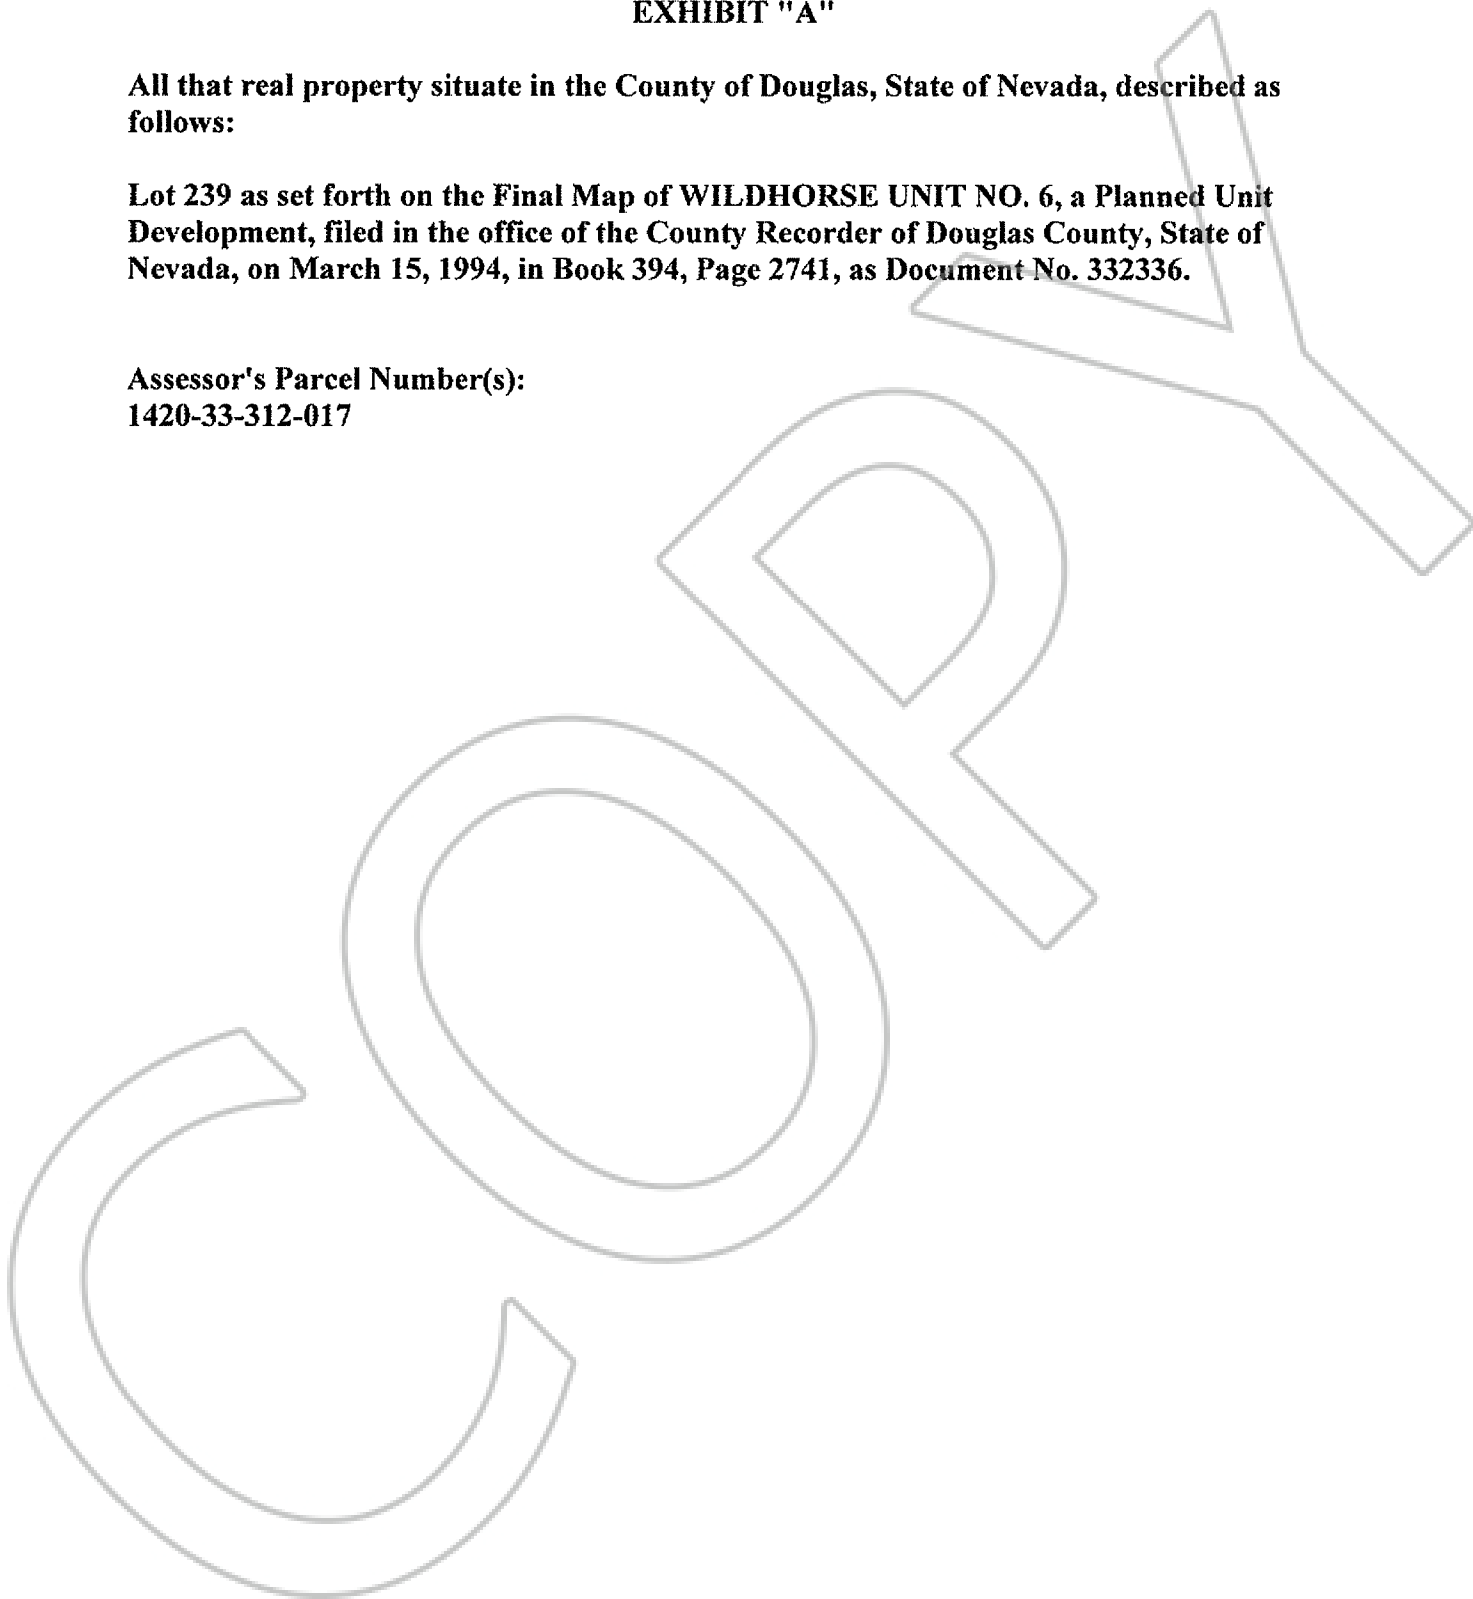 EXHIBIT "A"
All that real property situate in the County of Douglas, State of Nevada, described as
follows:
Lot 239 as set forth on the Final Map of WILDHORSE UNIT NO. 6, a Planned Unit
Development, filed in the office of the County Recorder of Douglas County, State of
Nevada, on March 15, 1994, in Book 394, Page 2741, as Document No. 332336.
Assessor's Parcel Number(s):
1420-33-312-017
COPY